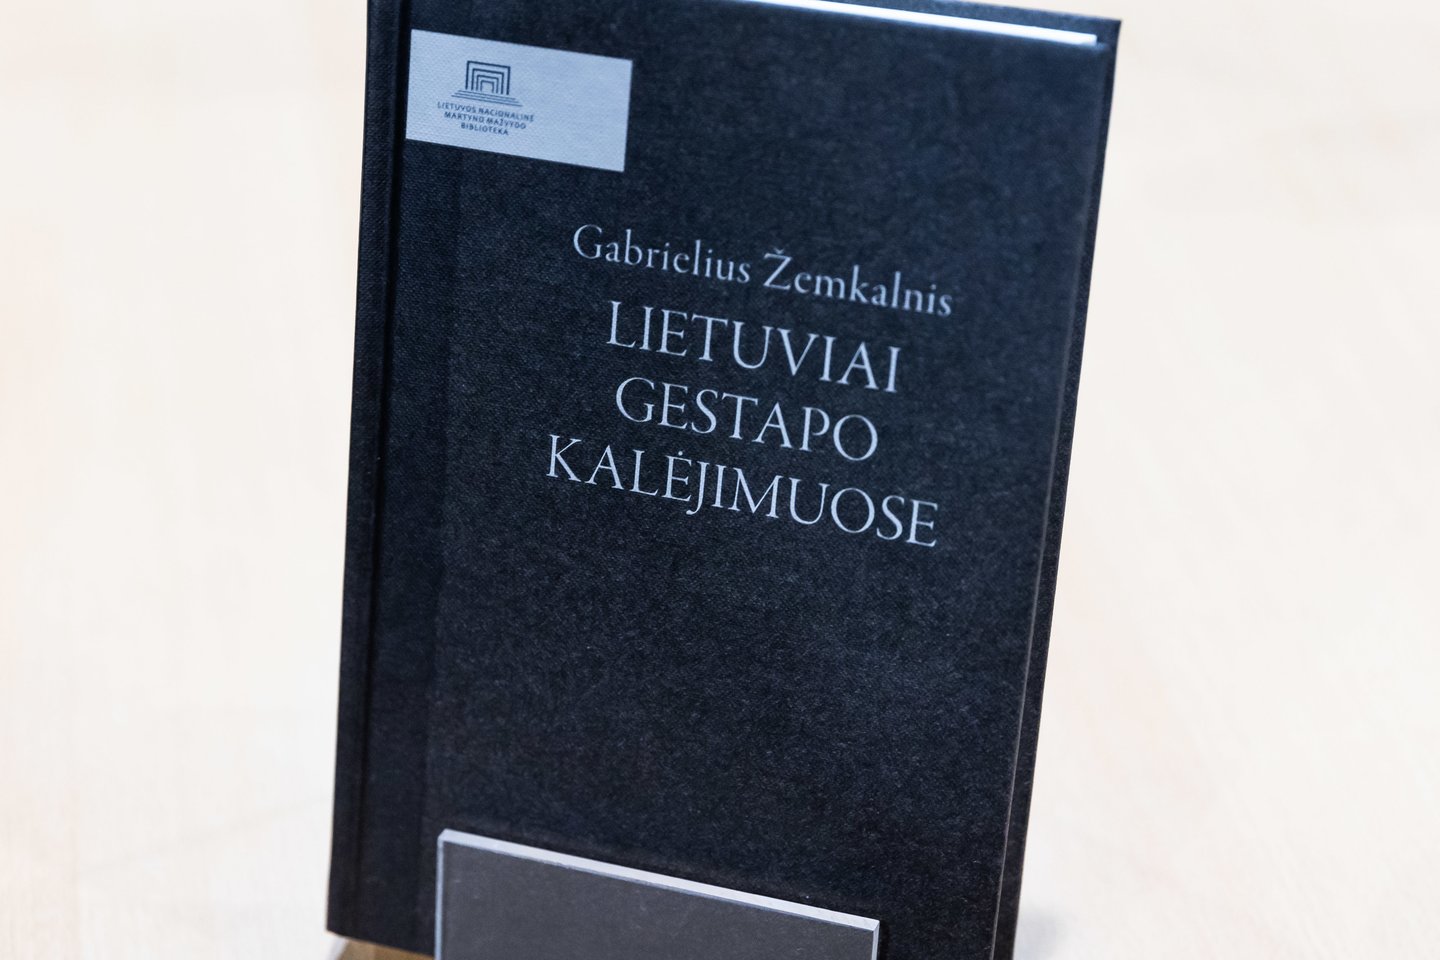 LIETUVOS NACIONALINĖ
MARTYNO MAŽVYDO
BIBLIOTEKA
Gabrielius Žemkalnis
LIETUVIAI
GESTAPO
KALĖJIMUOSE